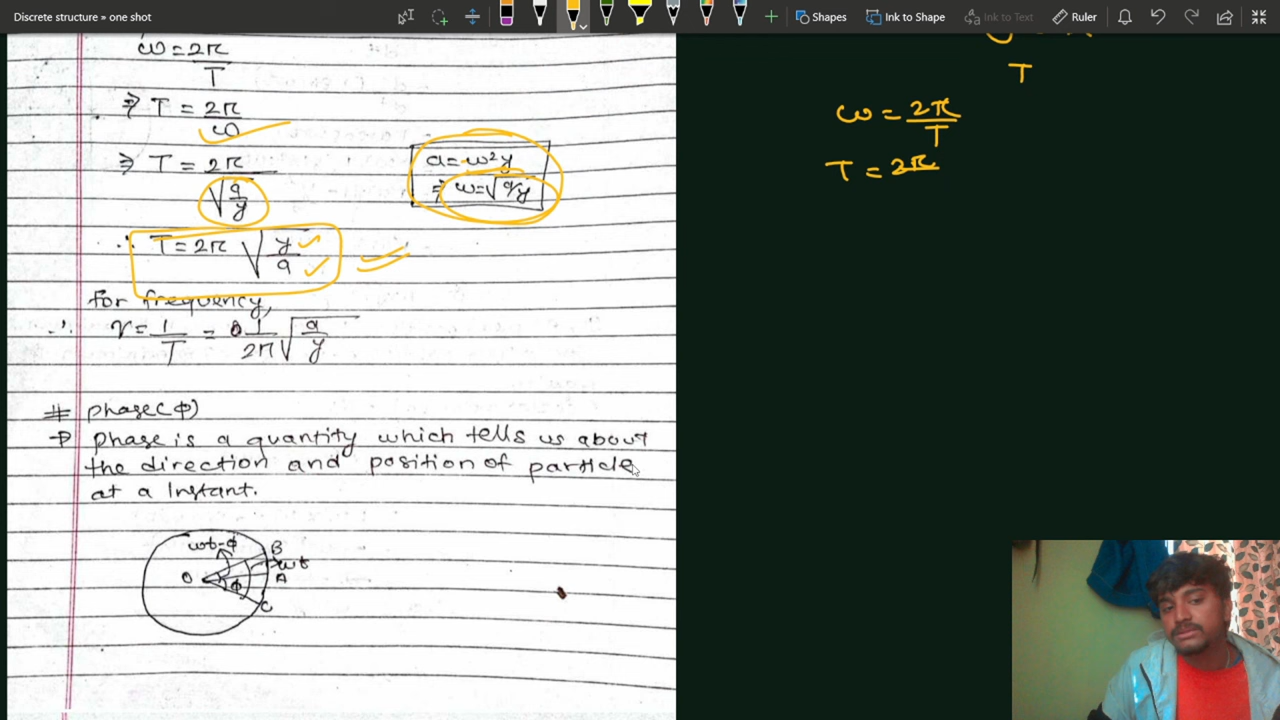 Discrete structure » one shot
Shapes
Ink to Shape
Ink to Text
Ruler
ω = 2π
T
⇒ T = 2π
ω
⇒ T = 2π
√a/y
a = ω²y
⇒ ω = √a/y
∴ T = 2π √y/a
for frequency,
∴ ν = 1/T = 1/2π √a/y
# phase(φ)
→ phase is a quantity which tells us about
the direction and position of particle
at a Instant.
ωt-φ
B
ωt
O
φ
A
C
T
ω = 2π
T
T = 2π